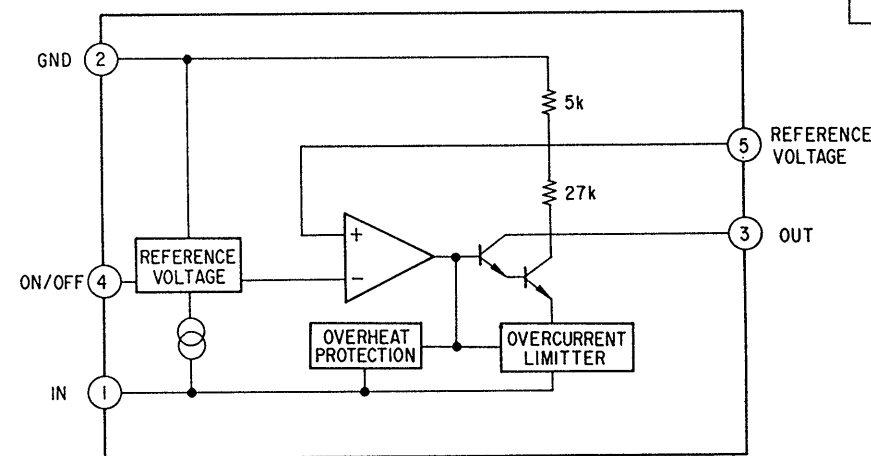 GND 2
5k
5 REFERENCE
VOLTAGE
27k
3 OUT
+
REFERENCE
VOLTAGE
ON/OFF 4
−
OVERHEAT
PROTECTION
OVERCURRENT
LIMITTER
IN 1